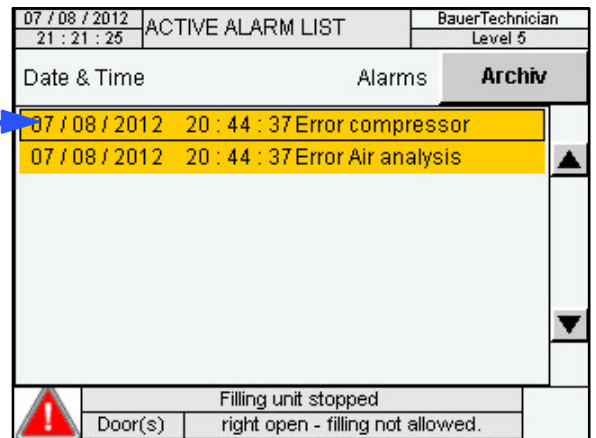 07 / 08 / 2012 ACTIVE ALARM LIST BauerTechnician
21 : 21 : 25 Level 5
Date & Time Alarms Archiv
07 / 08 / 2012 20 : 44 : 37 Error compressor
07 / 08 / 2012 20 : 44 : 37 Error Air analysis
Filling unit stopped
Door(s) right open - filling not allowed.